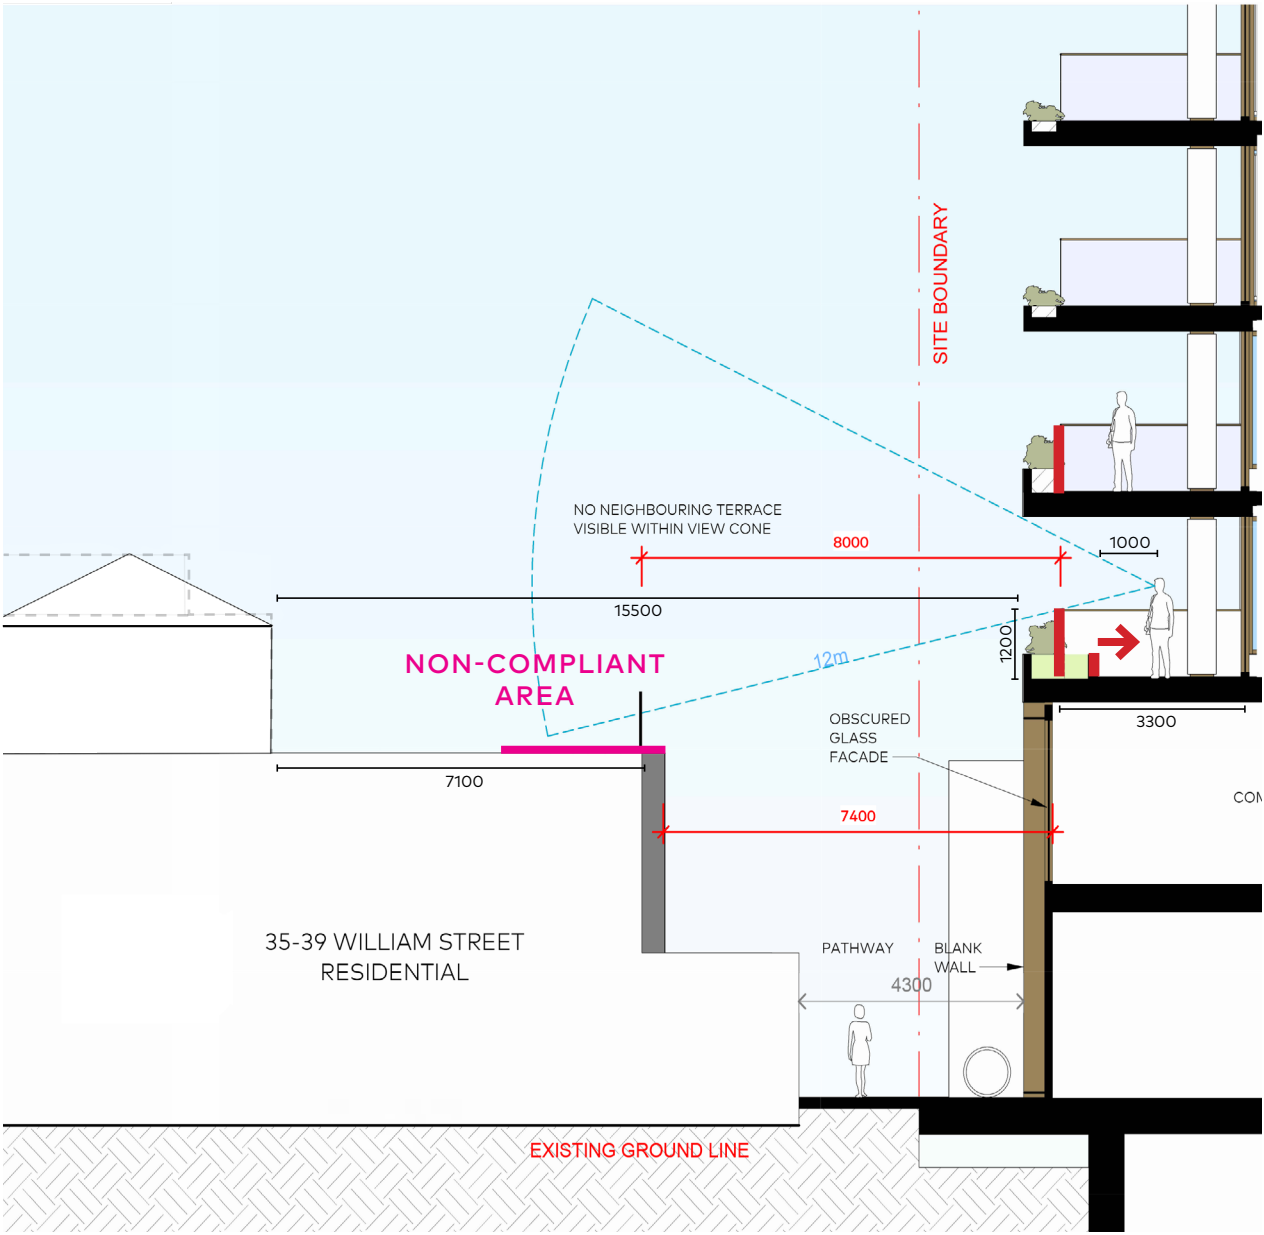 SITE BOUNDARY
NO NEIGHBOURING TERRACE
VISIBLE WITHIN VIEW CONE
8000
1000
15500
1200
NON-COMPLIANT
AREA
12m
3300
OBSCURED
GLASS
FACADE
7100
COM
7400
35-39 WILLIAM STREET
RESIDENTIAL
PATHWAY
BLANK
WALL
4300
EXISTING GROUND LINE